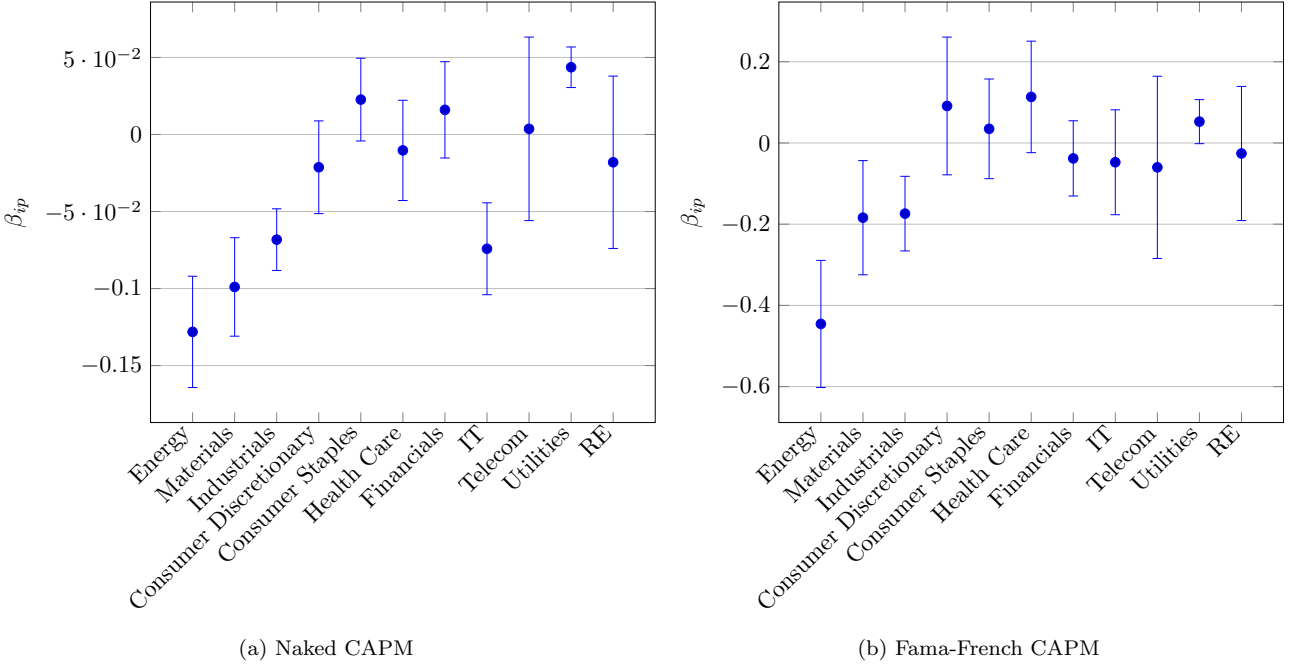 5 · 10⁻²
0
−5 · 10⁻²
−0.1
−0.15
β_ip
Energy
Materials
Industrials
Consumer Discretionary
Consumer Staples
Health Care
Financials
IT
Telecom
Utilities
RE
(a) Naked CAPM
0.2
0
−0.2
−0.4
−0.6
β_ip
Energy
Materials
Industrials
Consumer Discretionary
Consumer Staples
Health Care
Financials
IT
Telecom
Utilities
RE
(b) Fama-French CAPM